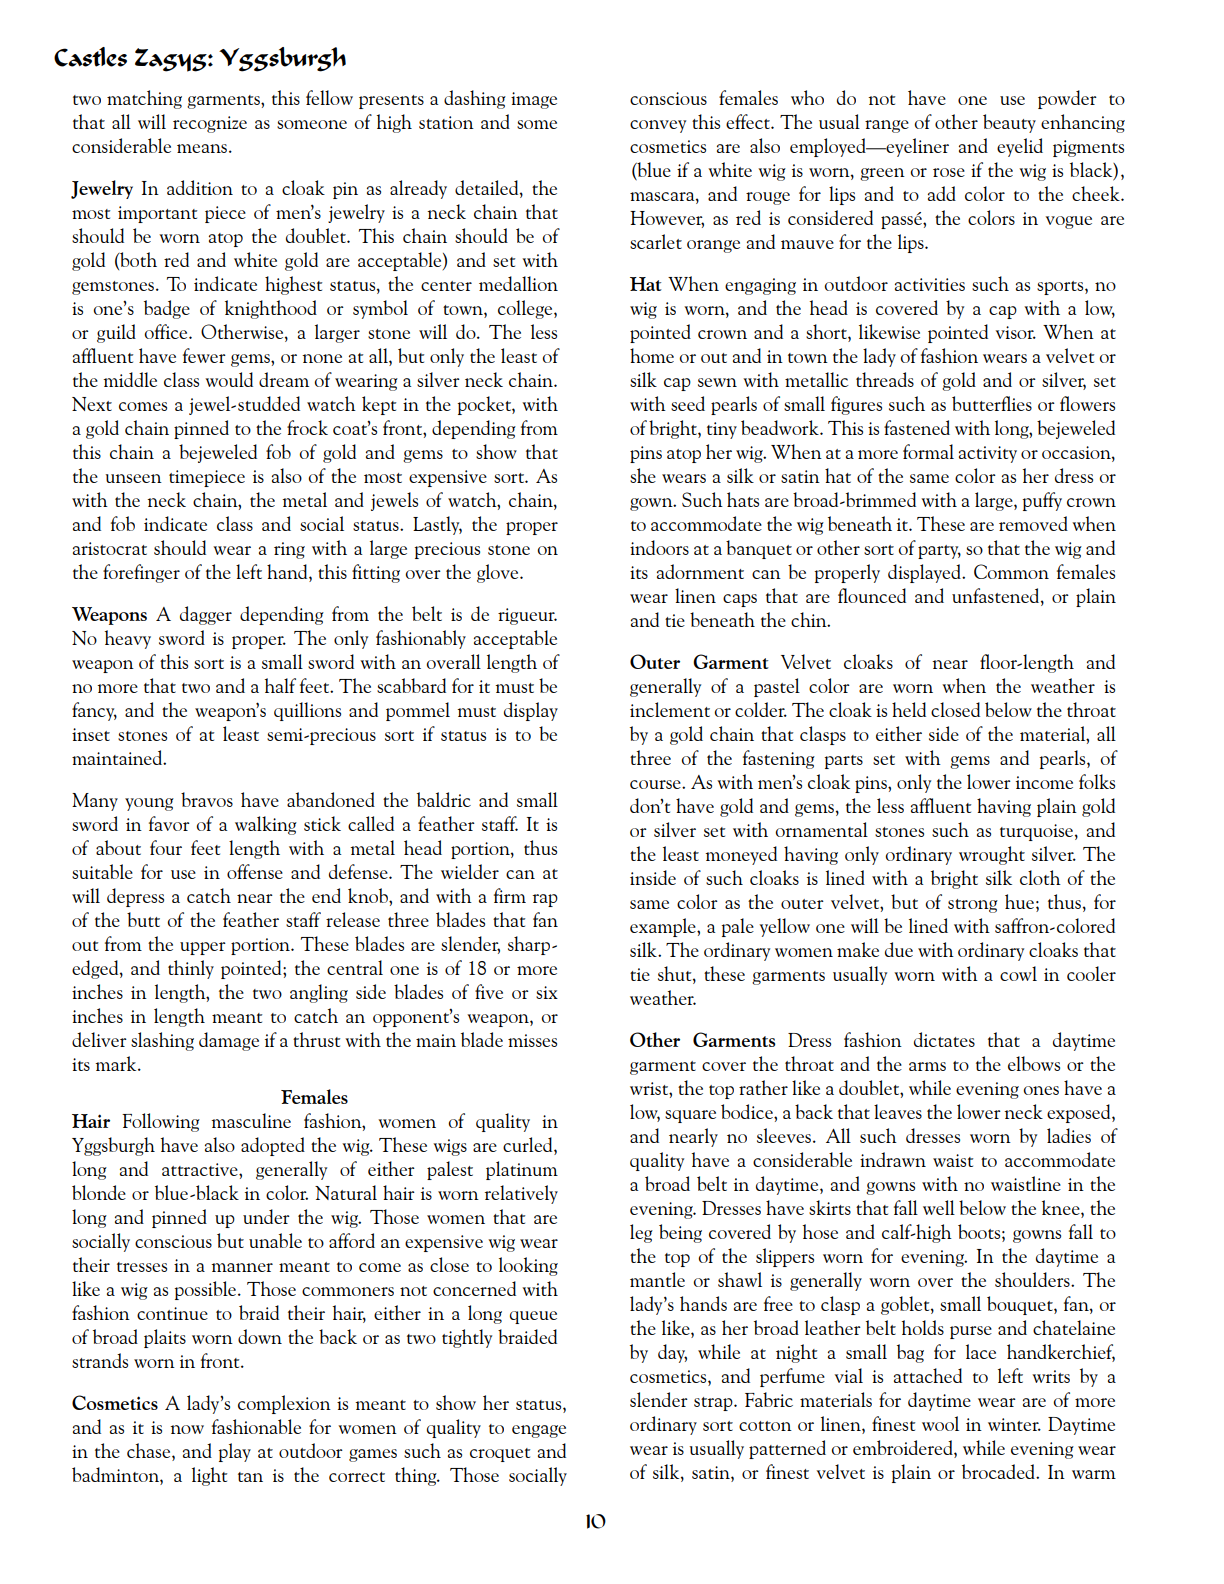 Castles Zagyg: Yggsburgh
two matching garments, this fellow presents a dashing image
that all will recognize as someone of high station and some
considerable means.
Jewelry In addition to a cloak pin as already detailed, the
most important piece of men's jewelry is a neck chain that
should be worn atop the doublet. This chain should be of
gold (both red and white gold are acceptable) and set with
gemstones. To indicate highest status, the center medallion
is one's badge of knighthood or symbol of town, college,
or guild office. Otherwise, a larger stone will do. The less
affluent have fewer gems, or none at all, but only the least of
the middle class would dream of wearing a silver neck chain.
Next comes a jewel-studded watch kept in the pocket, with
a gold chain pinned to the frock coat's front, depending from
this chain a bejeweled fob of gold and gems to show that
the unseen timepiece is also of the most expensive sort. As
with the neck chain, the metal and jewels of watch, chain,
and fob indicate class and social status. Lastly, the proper
aristocrat should wear a ring with a large precious stone on
the forefinger of the left hand, this fitting over the glove.
Weapons A dagger depending from the belt is de rigueur.
No heavy sword is proper. The only fashionably acceptable
weapon of this sort is a small sword with an overall length of
no more that two and a half feet. The scabbard for it must be
fancy, and the weapon's quillions and pommel must display
inset stones of at least semi-precious sort if status is to be
maintained.
Many young bravos have abandoned the baldric and small
sword in favor of a walking stick called a feather staff. It is
of about four feet length with a metal head portion, thus
suitable for use in offense and defense. The wielder can at
will depress a catch near the end knob, and with a firm rap
of the butt of the feather staff release three blades that fan
out from the upper portion. These blades are slender, sharp-
edged, and thinly pointed; the central one is of 18 or more
inches in length, the two angling side blades of five or six
inches in length meant to catch an opponent's weapon, or
deliver slashing damage if a thrust with the main blade misses
its mark.
Females
Hair Following masculine fashion, women of quality in
Yggsburgh have also adopted the wig. These wigs are curled,
long and attractive, generally of either palest platinum
blonde or blue-black in color. Natural hair is worn relatively
long and pinned up under the wig. Those women that are
socially conscious but unable to afford an expensive wig wear
their tresses in a manner meant to come as close to looking
like a wig as possible. Those commoners not concerned with
fashion continue to braid their hair, either in a long queue
of broad plaits worn down the back or as two tightly braided
strands worn in front.
Cosmetics A lady's complexion is meant to show her status,
and as it is now fashionable for women of quality to engage
in the chase, and play at outdoor games such as croquet and
badminton, a light tan is the correct thing. Those socially
conscious females who do not have one use powder to
convey this effect. The usual range of other beauty enhancing
cosmetics are also employed—eyeliner and eyelid pigments
(blue if a white wig is worn, green or rose if the wig is black),
mascara, and rouge for lips and to add color to the cheek.
However, as red is considered passé, the colors in vogue are
scarlet orange and mauve for the lips.
Hat When engaging in outdoor activities such as sports, no
wig is worn, and the head is covered by a cap with a low,
pointed crown and a short, likewise pointed visor. When at
home or out and in town the lady of fashion wears a velvet or
silk cap sewn with metallic threads of gold and or silver, set
with seed pearls of small figures such as butterflies or flowers
of bright, tiny beadwork. This is fastened with long, bejeweled
pins atop her wig. When at a more formal activity or occasion,
she wears a silk or satin hat of the same color as her dress or
gown. Such hats are broad-brimmed with a large, puffy crown
to accommodate the wig beneath it. These are removed when
indoors at a banquet or other sort of party, so that the wig and
its adornment can be properly displayed. Common females
wear linen caps that are flounced and unfastened, or plain
and tie beneath the chin.
Outer Garment Velvet cloaks of near floor-length and
generally of a pastel color are worn when the weather is
inclement or colder. The cloak is held closed below the throat
by a gold chain that clasps to either side of the material, all
three of the fastening parts set with gems and pearls, of
course. As with men's cloak pins, only the lower income folks
don't have gold and gems, the less affluent having plain gold
or silver set with ornamental stones such as turquoise, and
the least moneyed having only ordinary wrought silver. The
inside of such cloaks is lined with a bright silk cloth of the
same color as the outer velvet, but of strong hue; thus, for
example, a pale yellow one will be lined with saffron-colored
silk. The ordinary women make due with ordinary cloaks that
tie shut, these garments usually worn with a cowl in cooler
weather.
Other Garments Dress fashion dictates that a daytime
garment cover the throat and the arms to the elbows or the
wrist, the top rather like a doublet, while evening ones have a
low, square bodice, a back that leaves the lower neck exposed,
and nearly no sleeves. All such dresses worn by ladies of
quality have a considerable indrawn waist to accommodate
a broad belt in daytime, and gowns with no waistline in the
evening. Dresses have skirts that fall well below the knee, the
leg being covered by hose and calf-high boots; gowns fall to
the top of the slippers worn for evening. In the daytime a
mantle or shawl is generally worn over the shoulders. The
lady's hands are free to clasp a goblet, small bouquet, fan, or
the like, as her broad leather belt holds purse and chatelaine
by day, while at night a small bag for lace handkerchief,
cosmetics, and perfume vial is attached to left writs by a
slender strap. Fabric materials for daytime wear are of more
ordinary sort cotton or linen, finest wool in winter. Daytime
wear is usually patterned or embroidered, while evening wear
of silk, satin, or finest velvet is plain or brocaded. In warm
10